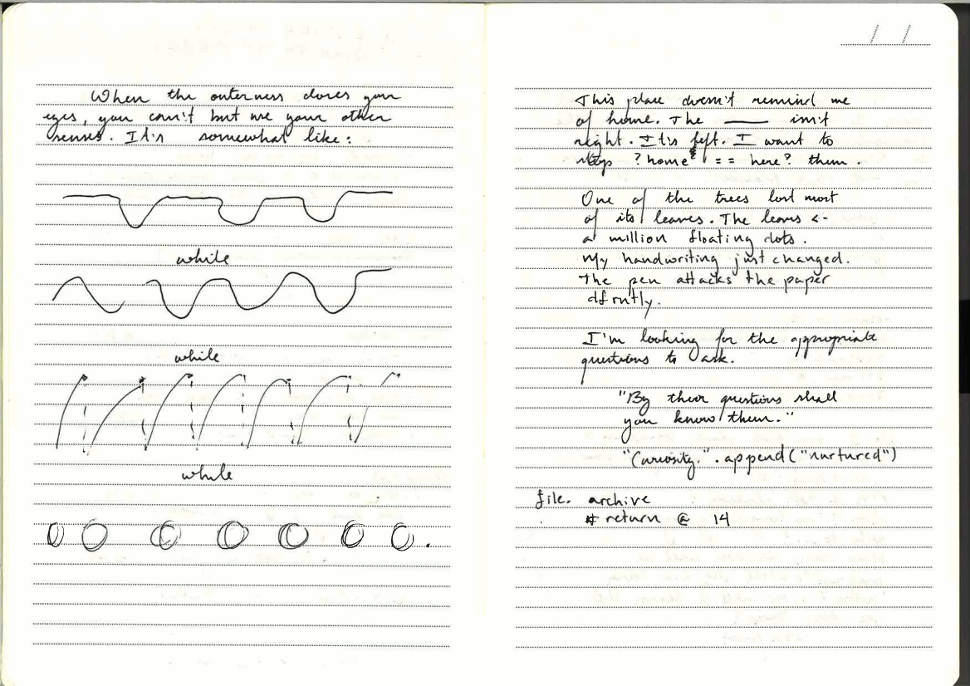 When the outerness closes your
eyes, you can't but use your other
senses. It's somewhat like:
while
while
while
This place doesn't remind me
of home. The ____ isn't
right. It's left. I want to
?home? == here? them.
One of the trees lost most
of its leaves. The leaves <-
a million floating dots.
My handwriting just changed.
The pen attacks the paper
dfrntly.
I'm looking for the appropriate
questions to ask.
"By their questions shall
you know them."
"Curiosity.".append("nurtured")
file. archive
# return @ 14
/ /